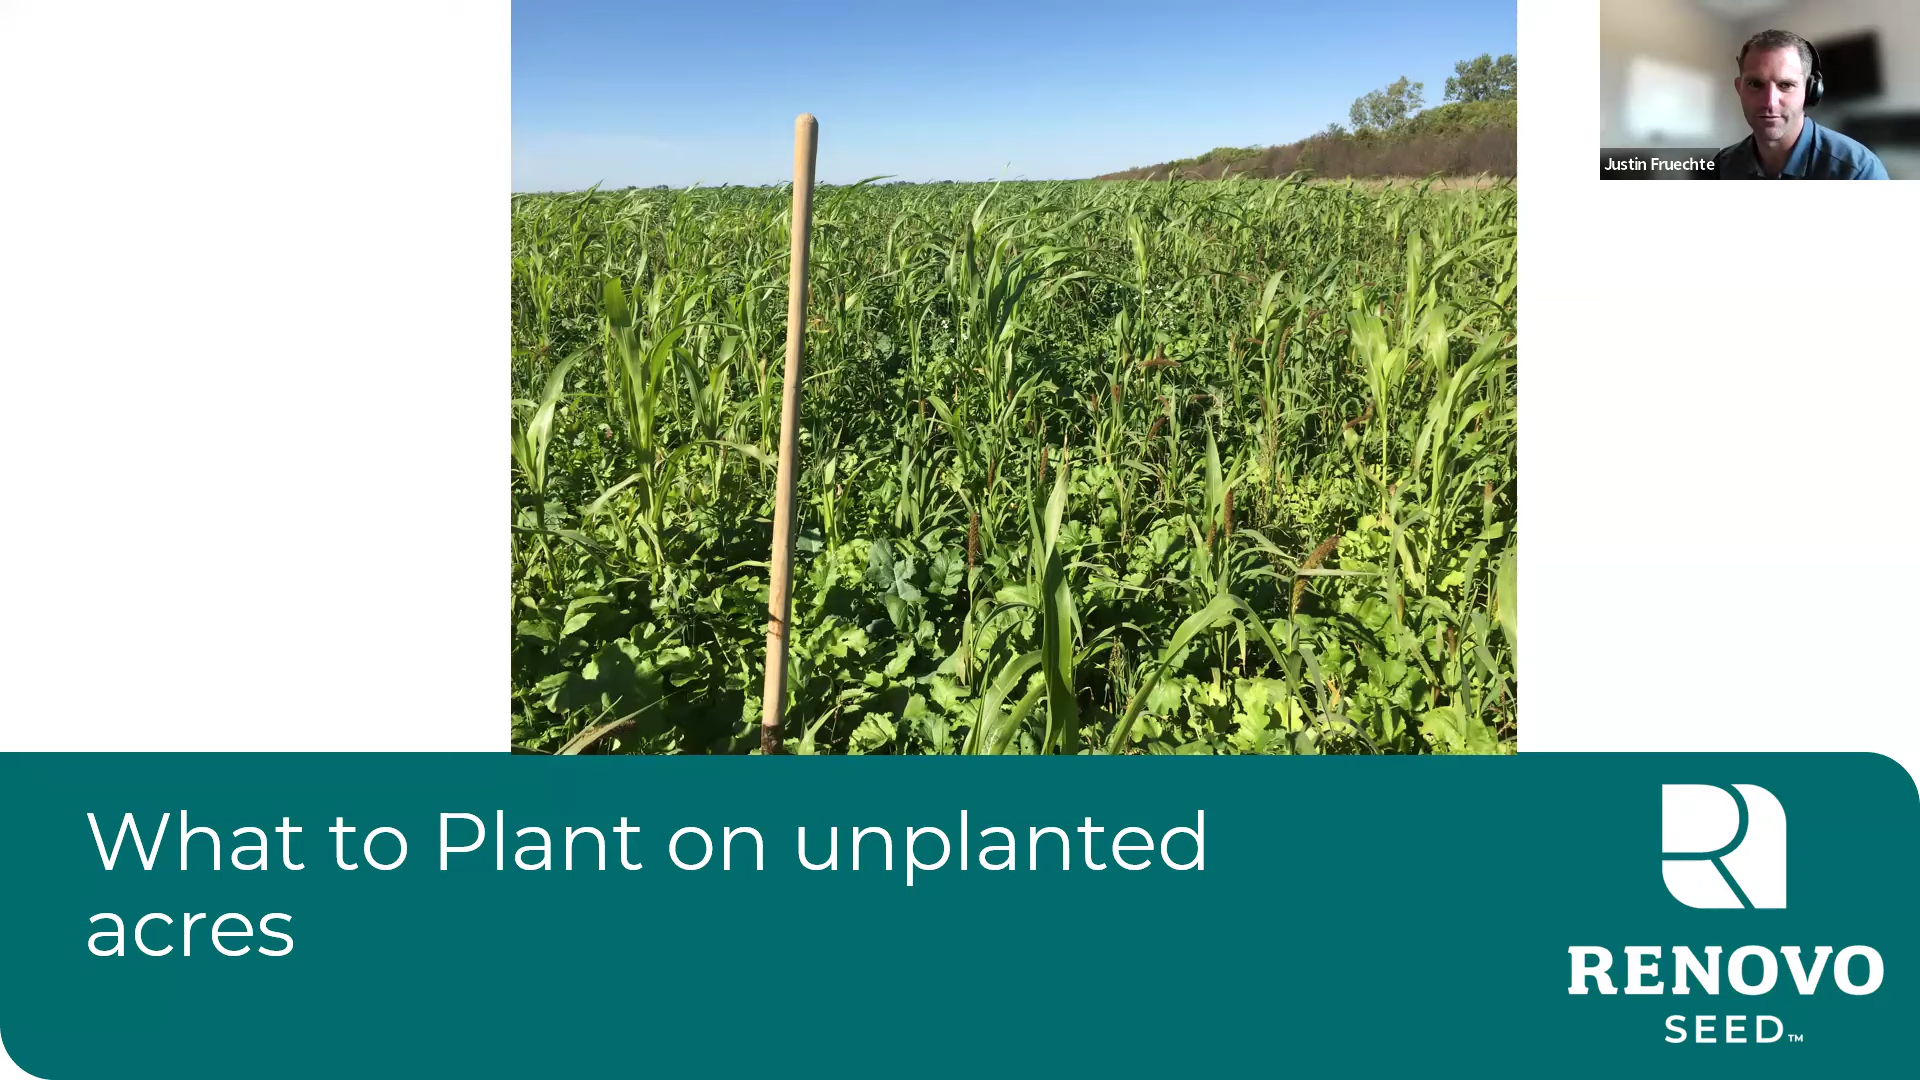 Justin Fruechte
What to Plant on unplanted
acres
RENOVO
SEED™